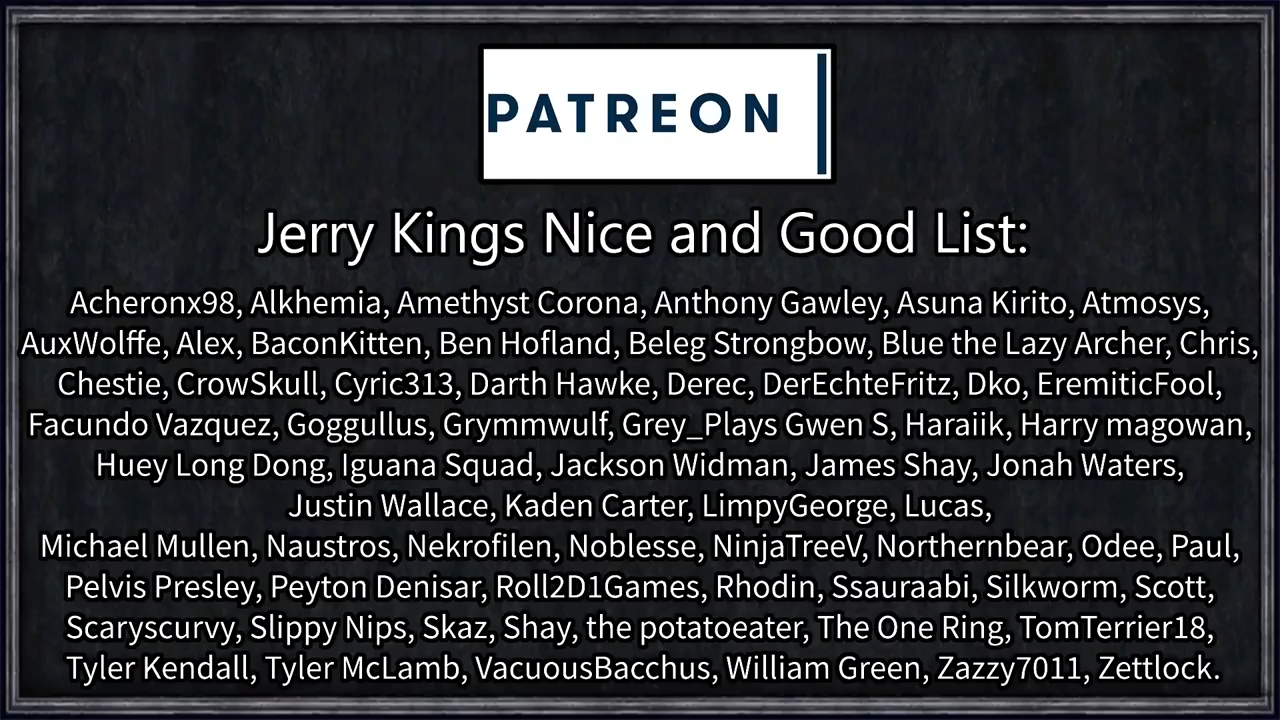 PATREON
Jerry Kings Nice and Good List:
Acheronx98, Alkhemia, Amethyst Corona, Anthony Gawley, Asuna Kirito, Atmosys,
AuxWolffe, Alex, BaconKitten, Ben Hofland, Beleg Strongbow, Blue the Lazy Archer, Chris,
Chestie, CrowSkull, Cyric313, Darth Hawke, Derec, DerEchteFritz, Dko, EremiticFool,
Facundo Vazquez, Goggullus, Grymmwulf, Grey_Plays Gwen S, Haraiik, Harry magowan,
Huey Long Dong, Iguana Squad, Jackson Widman, James Shay, Jonah Waters,
Justin Wallace, Kaden Carter, LimpyGeorge, Lucas,
Michael Mullen, Naustros, Nekrofilen, Noblesse, NinjaTreeV, Northernbear, Odee, Paul,
Pelvis Presley, Peyton Denisar, Roll2D1Games, Rhodin, Ssauraabi, Silkworm, Scott,
Scaryscurvy, Slippy Nips, Skaz, Shay, the potatoeater, The One Ring, TomTerrier18,
Tyler Kendall, Tyler McLamb, VacuousBacchus, William Green, Zazzy7011, Zettlock.